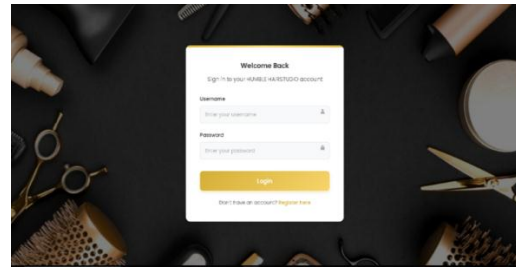 Welcome Back
Sign in to your HUMBLE HAIRSTUDIO account
Username
Enter your username
Password
Enter your password
Login
Don't have an account? Register here